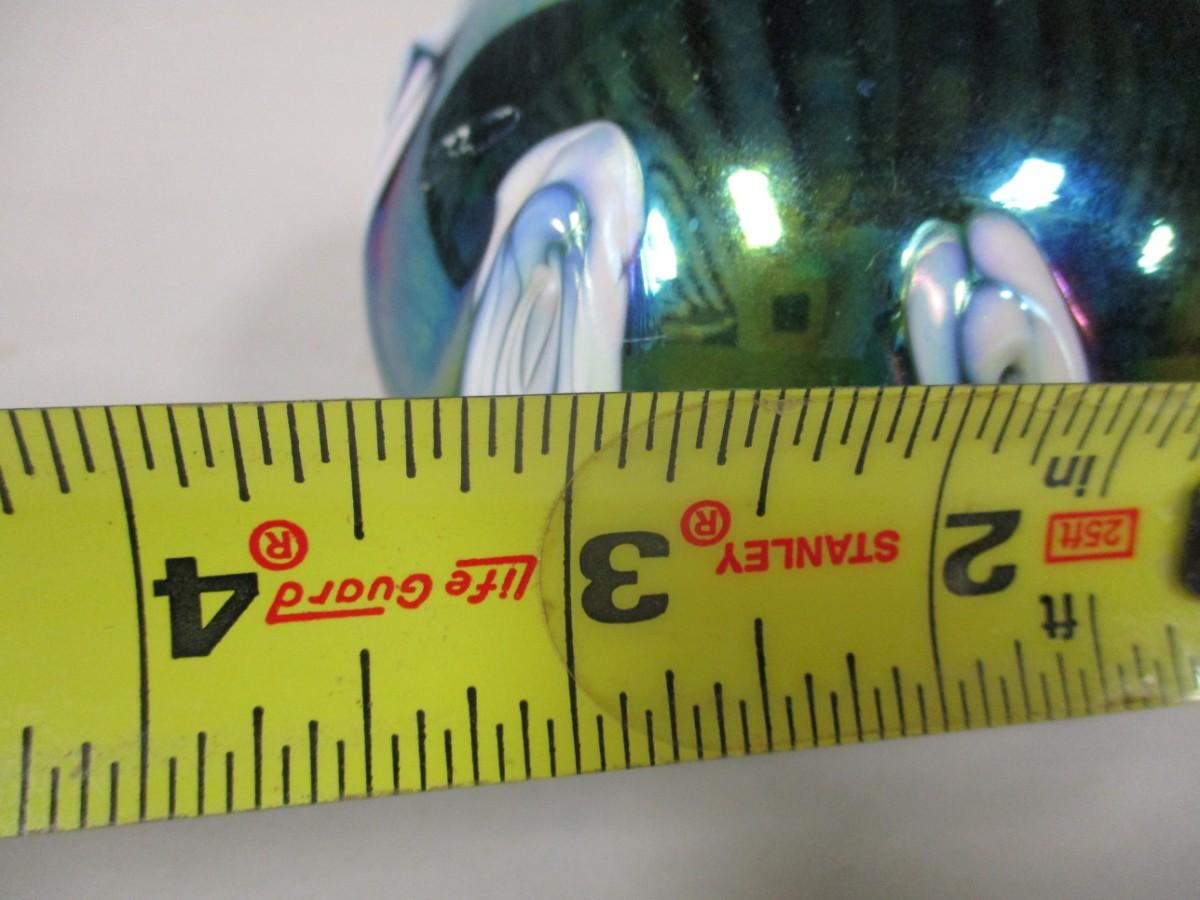 in
25ft
2
ft
STANLEY®
3
Life Guard®
4